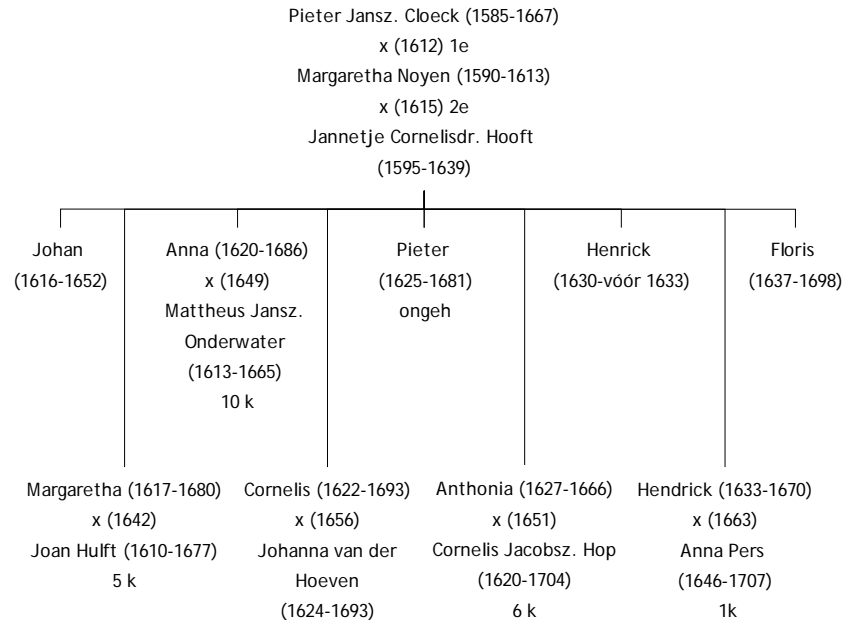 Pieter Jansz. Cloeck (1585-1667)
x (1612) 1e
Margaretha Noyen (1590-1613)
x (1615) 2e
Jannetje Cornelisdr. Hooft
(1595-1639)
Johan
(1616-1652)
Anna (1620-1686)
x (1649)
Mattheus Jansz.
Onderwater
(1613-1665)
10 k
Pieter
(1625-1681)
ongeh
Henrick
(1630-vóór 1633)
Floris
(1637-1698)
Margaretha (1617-1680)
x (1642)
Joan Hulft (1610-1677)
5 k
Cornelis (1622-1693)
x (1656)
Johanna van der
Hoeven
(1624-1693)
Anthonia (1627-1666)
x (1651)
Cornelis Jacobsz. Hop
(1620-1704)
6 k
Hendrick (1633-1670)
x (1663)
Anna Pers
(1646-1707)
1k